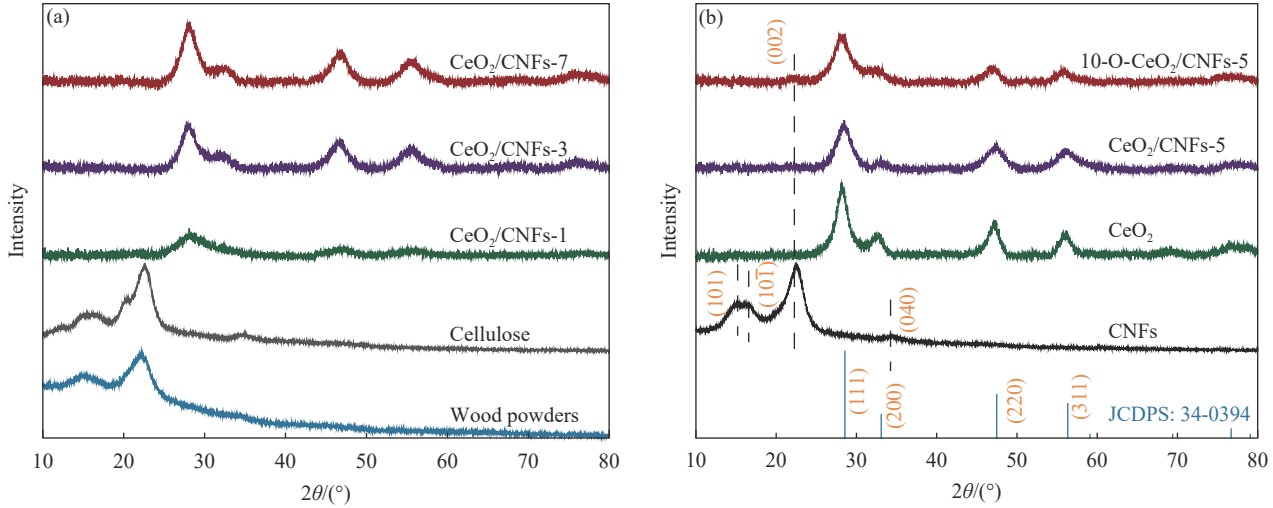 (a)
CeO₂/CNFs-7
CeO₂/CNFs-3
CeO₂/CNFs-1
Cellulose
Wood powders
Intensity
10 20 30 40 50 60 70 80
2θ/(°)
(b)
(002)
10-O-CeO₂/CNFs-5
CeO₂/CNFs-5
CeO₂
(101)
(101̅)
(040)
CNFs
(111)
(200)
(220)
(311)
JCDPS: 34-0394
Intensity
10 20 30 40 50 60 70 80
2θ/(°)